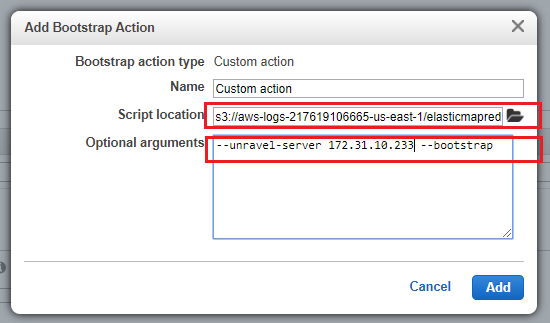 Add Bootstrap Action
Bootstrap action type Custom action
Name Custom action
Script location s3://aws-logs-217619106665-us-east-1/elasticmapred
Optional arguments --unravel-server 172.31.10.233 --bootstrap
Cancel Add